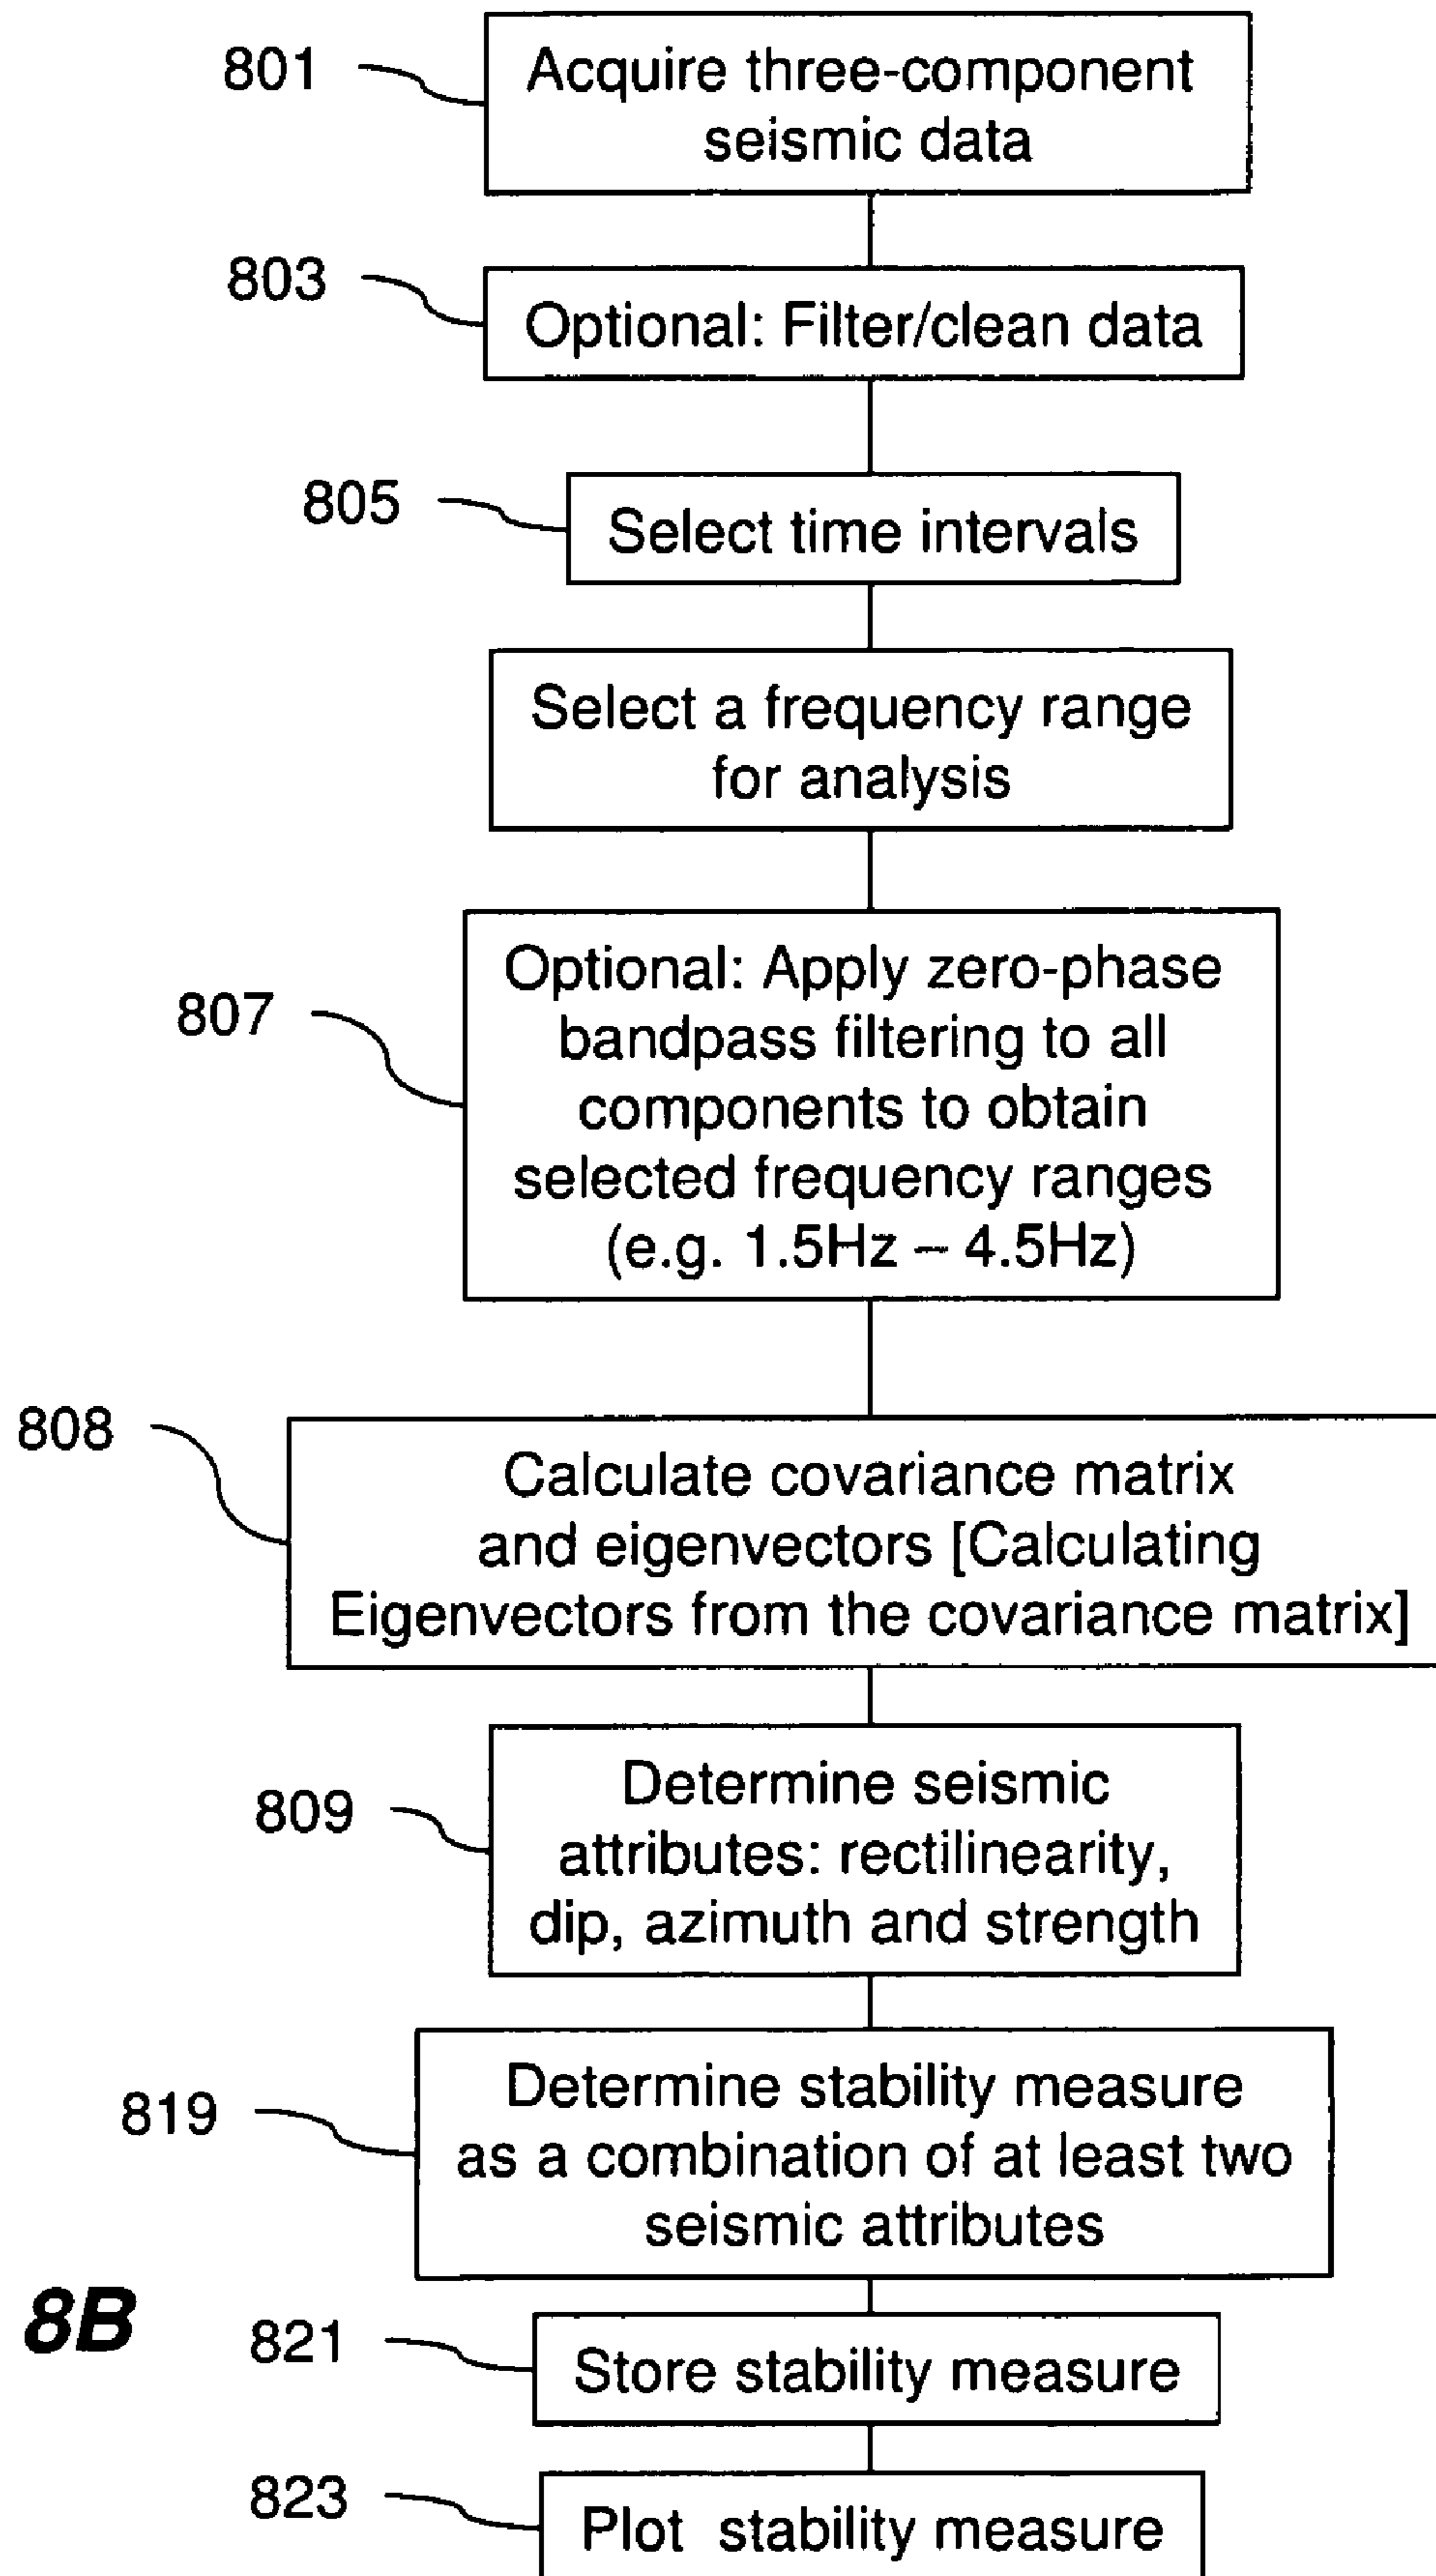 801
Acquire three-component
seismic data
803
Optional: Filter/clean data
805
Select time intervals
Select a frequency range
for analysis
807
Optional: Apply zero-phase
bandpass filtering to all
components to obtain
selected frequency ranges
(e.g. 1.5Hz – 4.5Hz)
808
Calculate covariance matrix
and eigenvectors [Calculating
Eigenvectors from the covariance matrix]
809
Determine seismic
attributes: rectilinearity,
dip, azimuth and strength
819
Determine stability measure
as a combination of at least two
seismic attributes
8B
821
Store stability measure
823
Plot stability measure